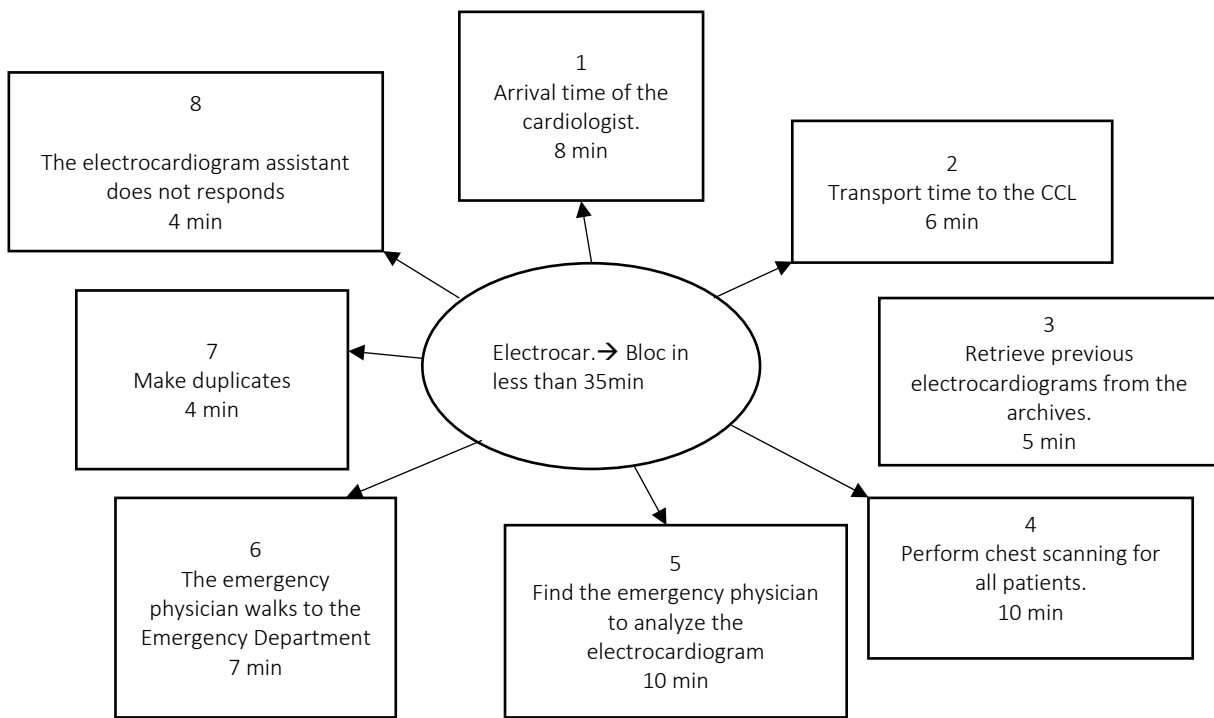 1
Arrival time of the
cardiologist.
8 min
2
Transport time to the CCL
6 min
3
Retrieve previous
electrocardiograms from the
archives.
5 min
4
Perform chest scanning for
all patients.
10 min
5
Find the emergency physician
to analyze the
electrocardiogram
10 min
6
The emergency
physician walks to the
Emergency Department
7 min
7
Make duplicates
4 min
8
The electrocardiogram assistant
does not responds
4 min
Electrocar.→ Bloc in
less than 35min